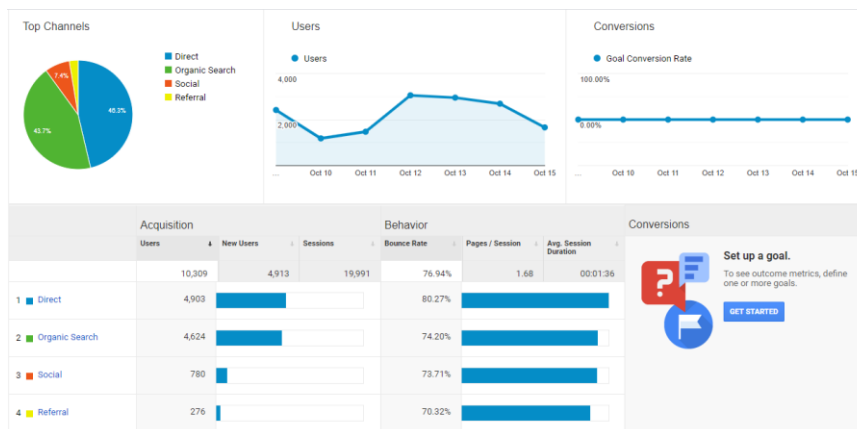 Top Channels
Direct
Organic Search
Social
Referral
46.3%
43.7%
7.4%
Users
Users
4,000
2,000
...
Oct 10
Oct 11
Oct 12
Oct 13
Oct 14
Oct 15
Conversions
Goal Conversion Rate
100.00%
0.00%
...
Oct 10
Oct 11
Oct 12
Oct 13
Oct 14
Oct 15
Acquisition
Behavior
Conversions
Users
New Users
Sessions
Bounce Rate
Pages / Session
Avg. Session
Duration
10,309
4,913
19,991
76.94%
1.68
00:01:36
1 Direct
4,903
80.27%
2 Organic Search
4,624
74.20%
3 Social
780
73.71%
4 Referral
276
70.32%
Set up a goal.
To see outcome metrics, define
one or more goals.
GET STARTED